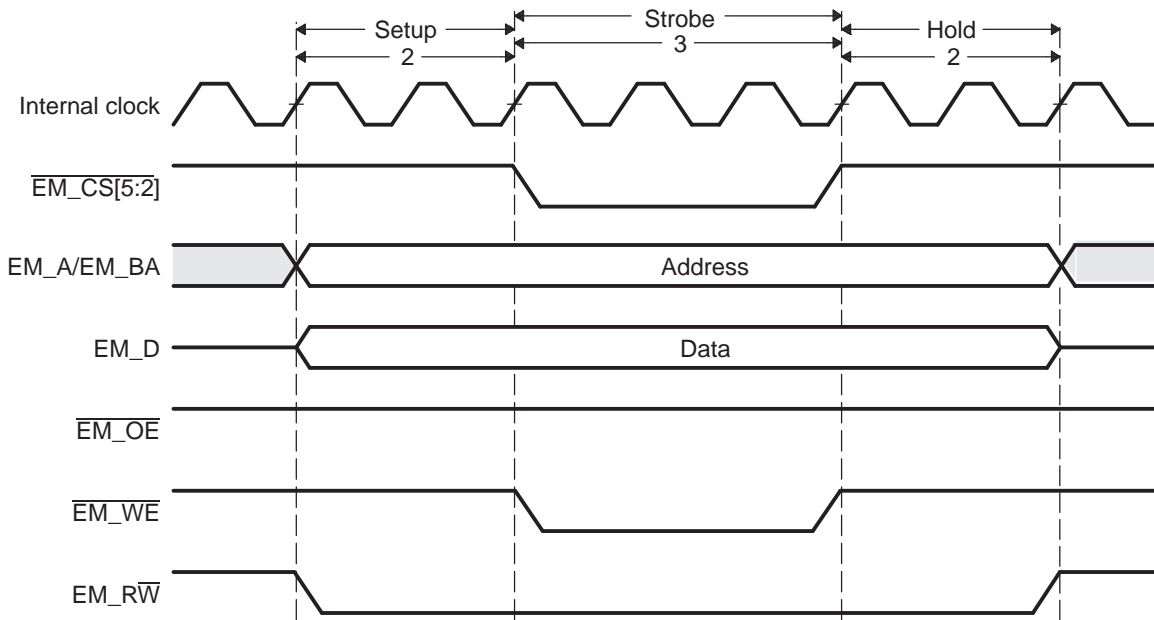 Setup
Strobe
Hold
2
3
2
Internal clock
EM_CS[5:2]
EM_A/EM_BA
Address
EM_D
Data
EM_OE
EM_WE
EM_RW